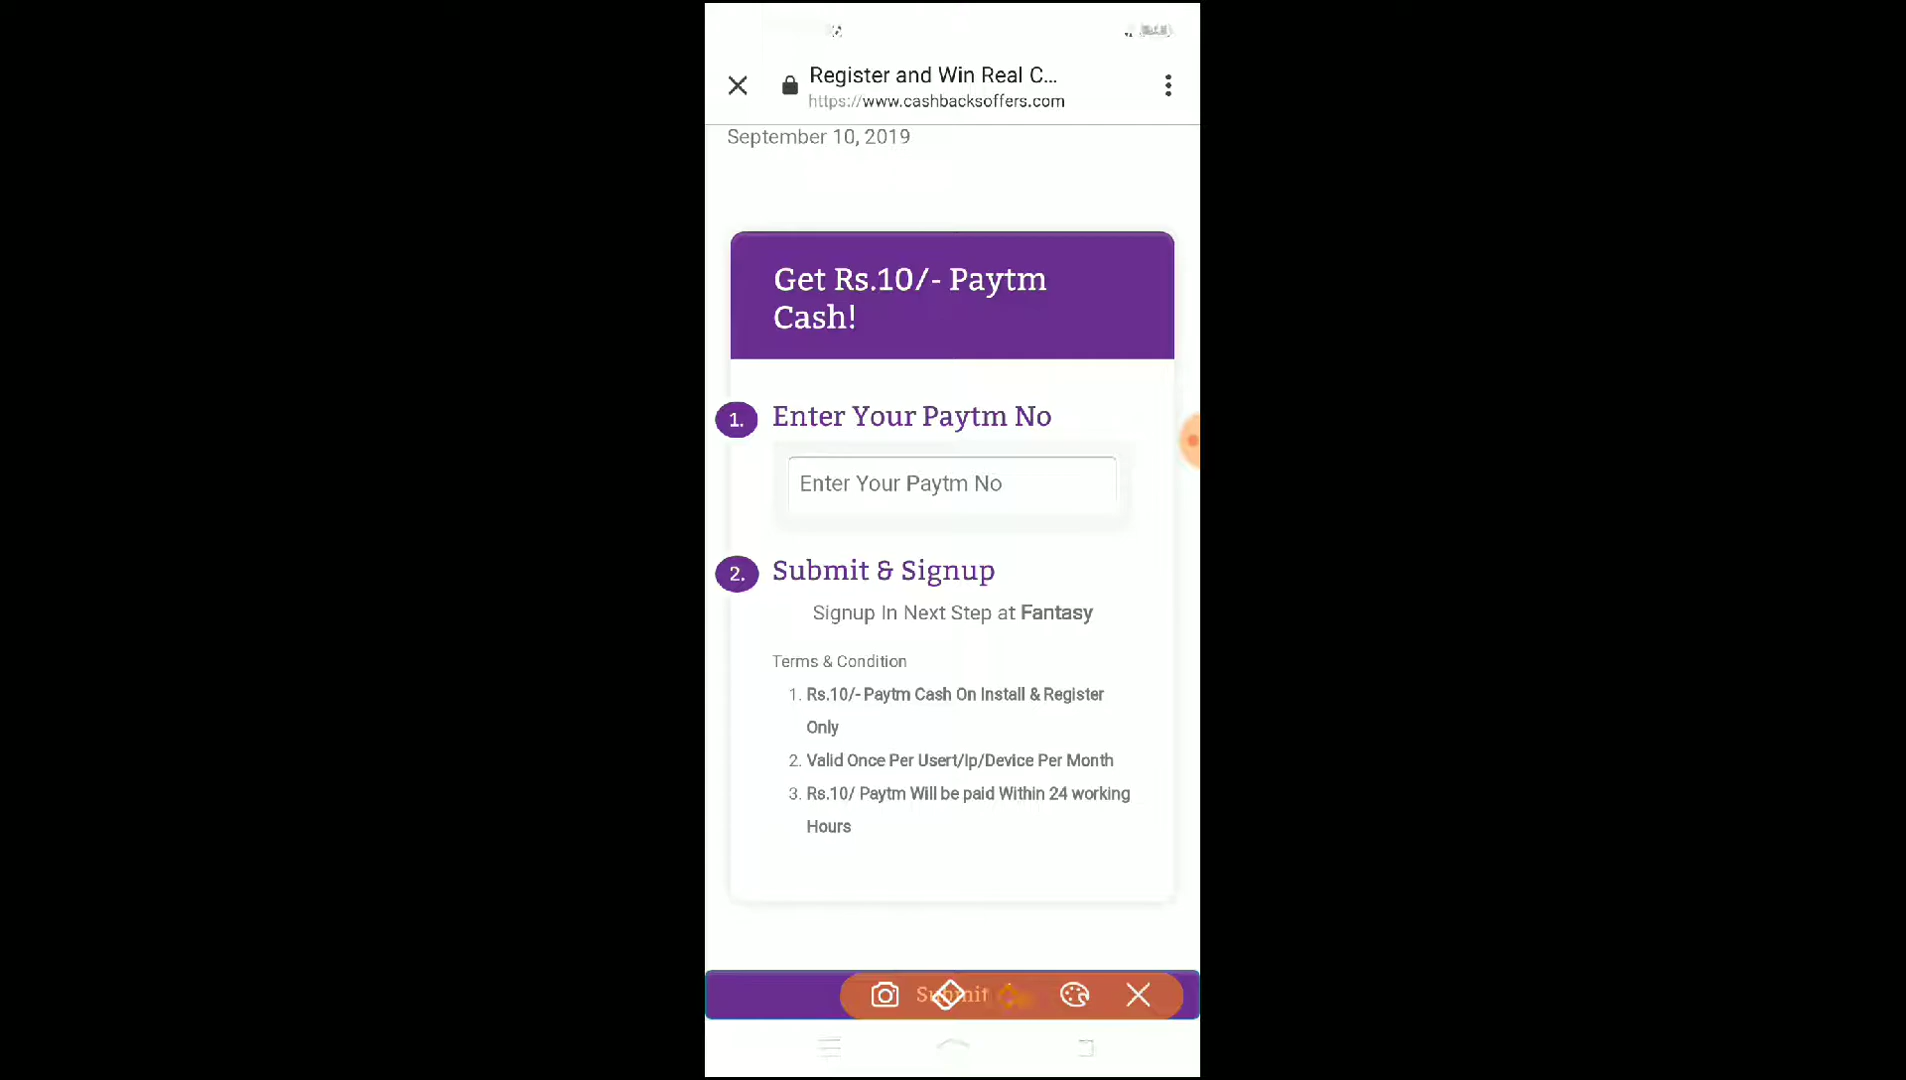 Register and Win Real C...
https://www.cashbacksoffers.com
September 10, 2019
Get Rs.10/- Paytm
Cash!
1. Enter Your Paytm No
Enter Your Paytm No
2. Submit & Signup
Signup In Next Step at Fantasy
Terms & Condition
1. Rs.10/- Paytm Cash On Install & Register
Only
2. Valid Once Per Usert/Ip/Device Per Month
3. Rs.10/ Paytm Will be paid Within 24 working
Hours
Submit